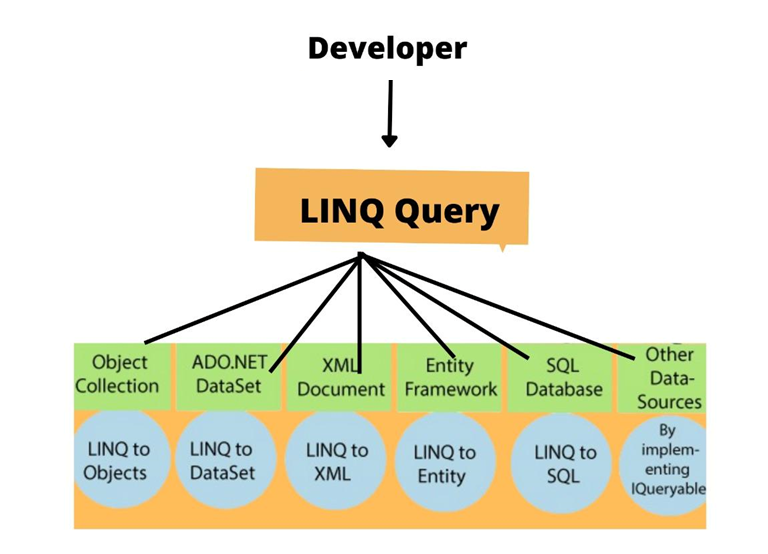 Developer
LINQ Query
Object
Collection
ADO.NET
DataSet
XML
Document
Entity
Framework
SQL
Database
Other
Data-
Sources
LINQ to
Objects
LINQ to
DataSet
LINQ to
XML
LINQ to
Entity
LINQ to
SQL
By
implem-
enting
IQueryable